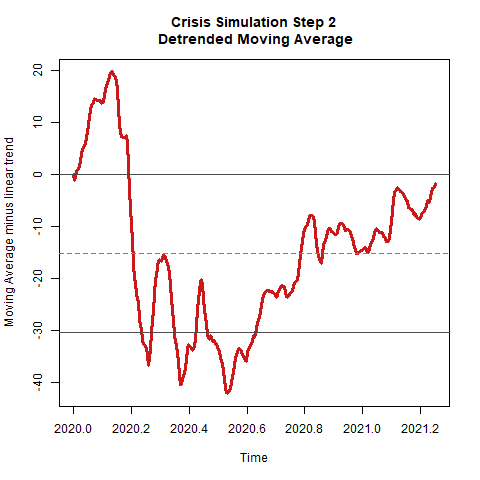 Crisis Simulation Step 2
Detrended Moving Average
Moving Average minus linear trend
20
10
0
-10
-20
-30
-40
2020.0 2020.2 2020.4 2020.6 2020.8 2021.0 2021.2
Time